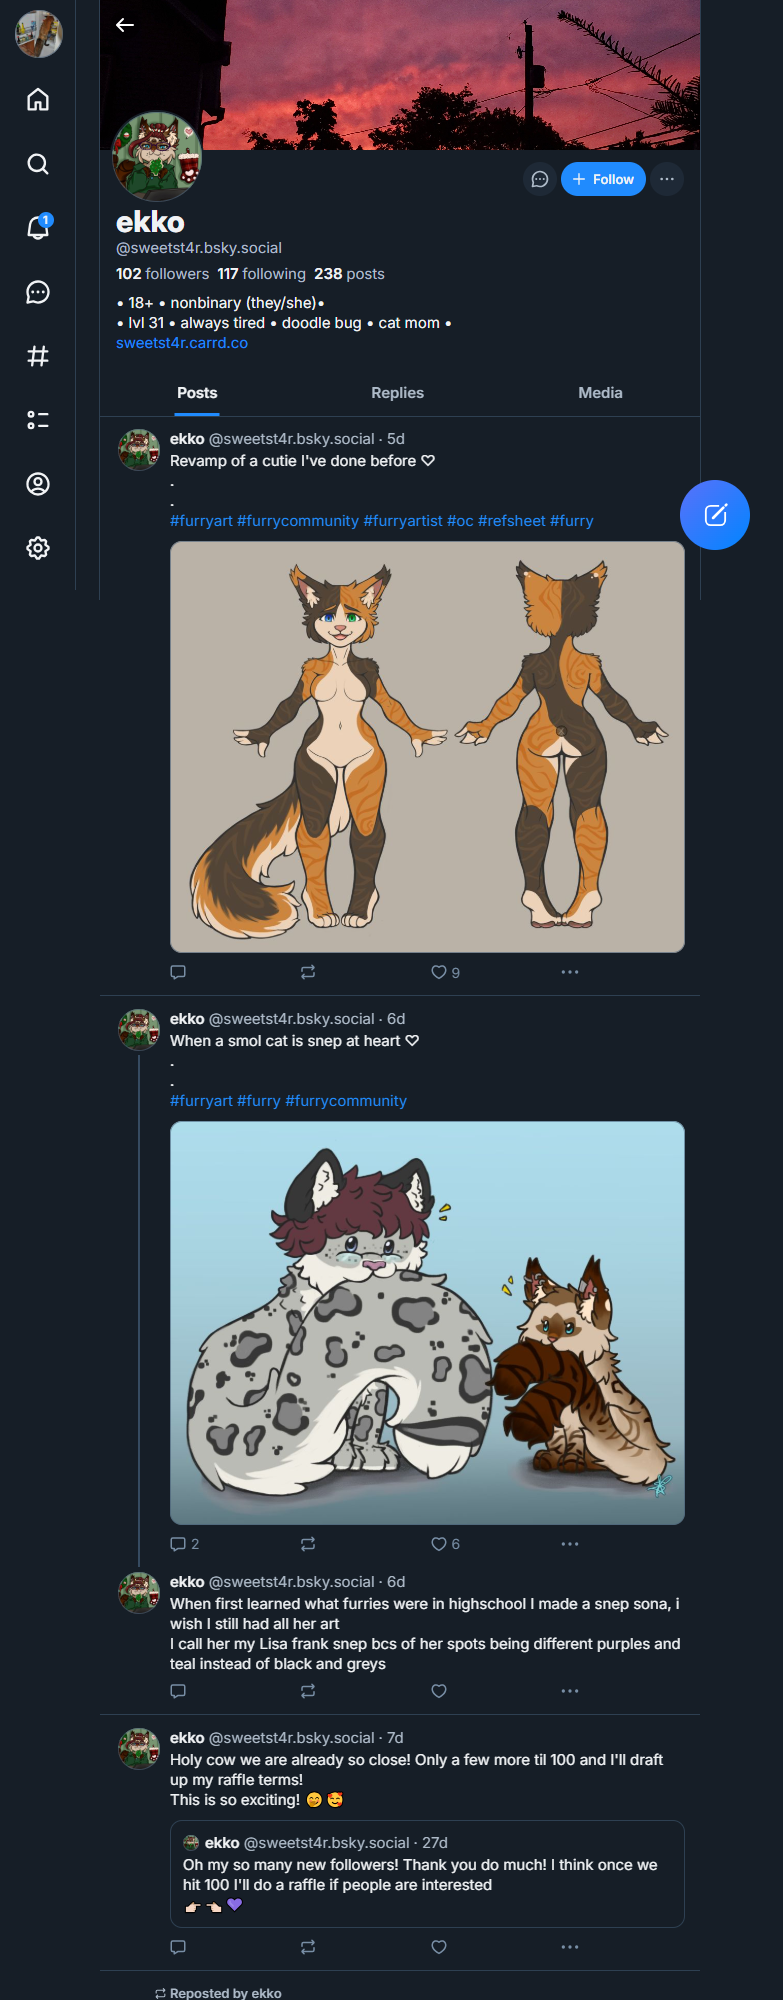 1
Follow
ekko
@sweetst4r.bsky.social
102 followers 117 following 238 posts
• 18+ • nonbinary (they/she)•
• lvl 31 • always tired • doodle bug • cat mom •
sweetst4r.carrd.co
Posts Replies Media
ekko @sweetst4r.bsky.social · 5d
Revamp of a cutie I've done before ♡
.
.
#furryart #furrycommunity #furryartist #oc #refsheet #furry
9
ekko @sweetst4r.bsky.social · 6d
When a smol cat is snep at heart ♡
.
.
#furryart #furry #furrycommunity
2 6
ekko @sweetst4r.bsky.social · 6d
When first learned what furries were in highschool I made a snep sona, i
wish I still had all her art
I call her my Lisa frank snep bcs of her spots being different purples and
teal instead of black and greys
ekko @sweetst4r.bsky.social · 7d
Holy cow we are already so close! Only a few more til 100 and I'll draft
up my raffle terms!
This is so exciting! 🤭 🥰
ekko @sweetst4r.bsky.social · 27d
Oh my so many new followers! Thank you do much! I think once we
hit 100 I'll do a raffle if people are interested
👉🏻 👈🏻 💜
Reposted by ekko